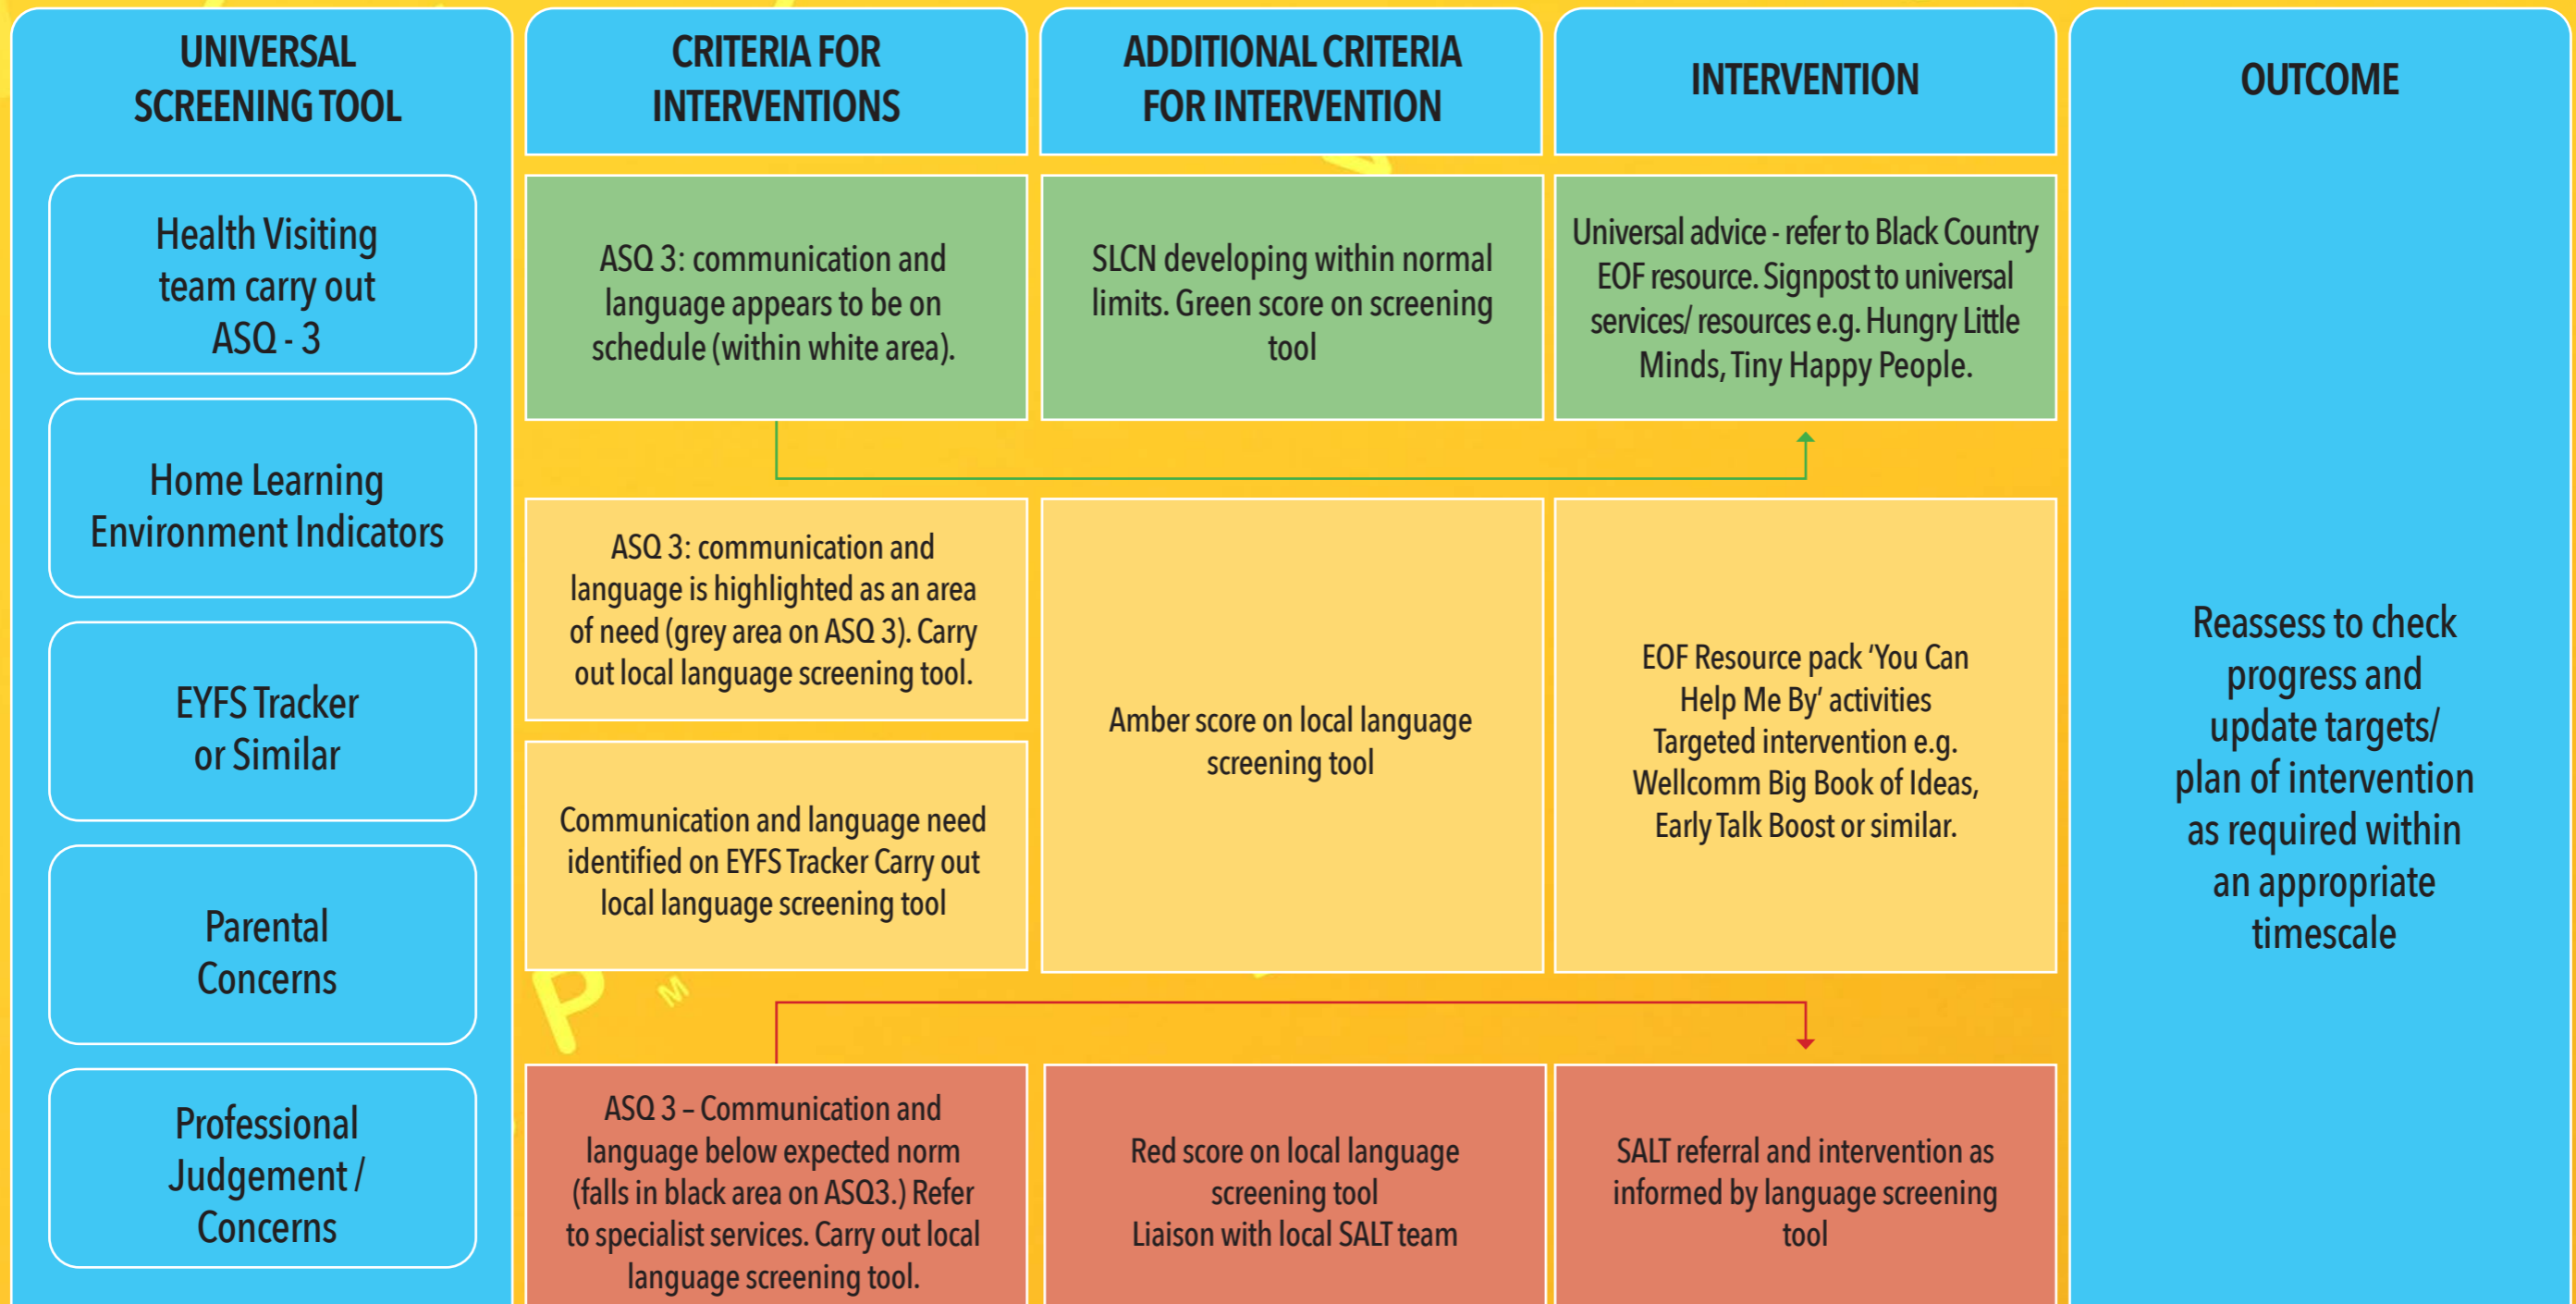 UNIVERSAL
SCREENING TOOL
Health Visiting
team carry out
ASQ - 3
Home Learning
Environment Indicators
EYFS Tracker
or Similar
Parental
Concerns
Professional
Judgement /
Concerns
CRITERIA FOR
INTERVENTIONS
ADDITIONAL CRITERIA
FOR INTERVENTION
INTERVENTION
ASQ 3: communication and
language appears to be on
schedule (within white area).
SLCN developing within normal
limits. Green score on screening
tool
Universal advice - refer to Black Country
EOF resource. Signpost to universal
services/ resources e.g. Hungry Little
Minds, Tiny Happy People.
ASQ 3: communication and
language is highlighted as an area
of need (grey area on ASQ 3). Carry
out local language screening tool.
Communication and language need
identified on EYFS Tracker Carry out
local language screening tool
Amber score on local language
screening tool
EOF Resource pack ‘You Can
Help Me By’ activities
Targeted intervention e.g.
Wellcomm Big Book of Ideas,
Early Talk Boost or similar.
P
M
ASQ 3 – Communication and
language below expected norm
(falls in black area on ASQ3.) Refer
to specialist services. Carry out local
language screening tool.
Red score on local language
screening tool
Liaison with local SALT team
SALT referral and intervention as
informed by language screening
tool
OUTCOME
Reassess to check
progress and
update targets/
plan of intervention
as required within
an appropriate
timescale